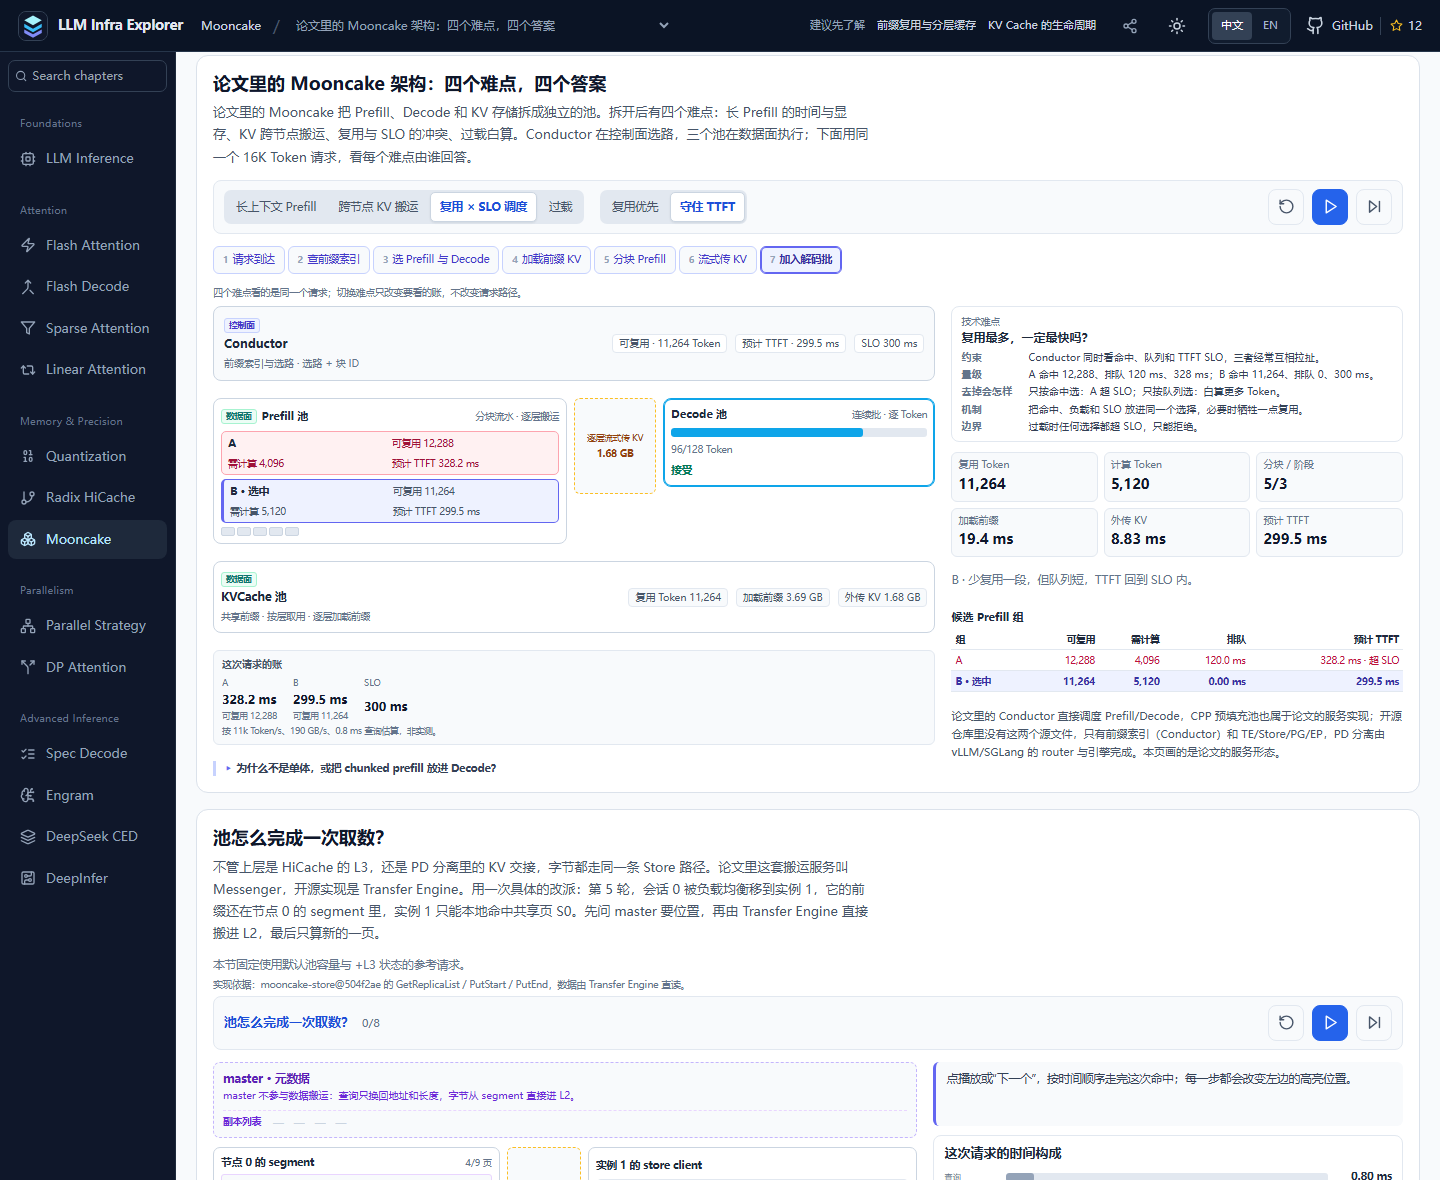 LLM Infra Explorer
Mooncake / 论文里的 Mooncake 架构：四个难点，四个答案
建议先了解 前缀复用与分层缓存 KV Cache 的生命周期
中文 EN
GitHub
12
Search chapters
Foundations
LLM Inference
Attention
Flash Attention
Flash Decode
Sparse Attention
Linear Attention
Memory & Precision
Quantization
Radix HiCache
Mooncake
Parallelism
Parallel Strategy
DP Attention
Advanced Inference
Spec Decode
Engram
DeepSeek CED
DeepInfer
论文里的 Mooncake 架构：四个难点，四个答案
论文里的 Mooncake 把 Prefill、Decode 和 KV 存储拆成独立的池。拆开后有四个难点：长 Prefill 的时间与显
存、KV 跨节点搬运、复用与 SLO 的冲突、过载白算。Conductor 在控制面选路，三个池在数据面执行；下面用同
一个 16K Token 请求，看每个难点由谁回答。
长上下文 Prefill 跨节点 KV 搬运 复用 × SLO 调度 过载
复用优先 守住 TTFT
1 请求到达 2 查前缀索引 3 选 Prefill 与 Decode 4 加载前缀 KV 5 分块 Prefill 6 流式传 KV 7 加入解码批
四个难点看的是同一个请求；切换难点只改变要看的账，不改变请求路径。
控制面
Conductor
前缀索引与选路 · 选路 + 块 ID
可复用 · 11,264 Token 预计 TTFT · 299.5 ms SLO 300 ms
数据面 Prefill 池 分块流水 · 逐层搬运
A 可复用 12,288
需计算 4,096 预计 TTFT 328.2 ms
B • 选中 可复用 11,264
需计算 5,120 预计 TTFT 299.5 ms
逐层流式传 KV
1.68 GB
Decode 池 连续批 · 逐 Token
96/128 Token
接受
数据面
KVCache 池
共享前缀 · 按层取用 · 逐层加载前缀
复用 Token 11,264 加载前缀 3.69 GB 外传 KV 1.68 GB
这次请求的账
A B SLO
328.2 ms 299.5 ms 300 ms
可复用 12,288 可复用 11,264
按 11k Token/s、190 GB/s、0.8 ms 查询估算，非实测。
为什么不是单体，或把 chunked prefill 放进 Decode?
技术难点
复用最多，一定最快吗？
约束 Conductor 同时看命中、队列和 TTFT SLO，三者经常互相拉扯。
量级 A 命中 12,288、排队 120 ms、328 ms；B 命中 11,264、排队 0、300 ms。
去掉会怎样 只按命中选：A 超 SLO；只按队列选：白算更多 Token。
机制 把命中、负载和 SLO 放进同一个选择，必要时牺牲一点复用。
边界 过载时任何选择都超 SLO，只能拒绝。
复用 Token 计算 Token 分块 / 阶段
11,264 5,120 5/3
加载前缀 外传 KV 预计 TTFT
19.4 ms 8.83 ms 299.5 ms
B · 少复用一段，但队列短，TTFT 回到 SLO 内。
候选 Prefill 组
组 可复用 需计算 排队 预计 TTFT
A 12,288 4,096 120.0 ms 328.2 ms · 超 SLO
B • 选中 11,264 5,120 0.00 ms 299.5 ms
论文里的 Conductor 直接调度 Prefill/Decode，CPP 预填充池也属于论文的服务实现；开源
仓库里没有这两个源文件，只有前缀索引（Conductor）和 TE/Store/PG/EP，PD 分离由
vLLM/SGLang 的 router 与引擎完成。本页画的是论文的服务形态。
池怎么完成一次取数？
不管上层是 HiCache 的 L3，还是 PD 分离里的 KV 交接，字节都走同一条 Store 路径。论文里这套搬运服务叫
Messenger，开源实现是 Transfer Engine。用一次具体的改派：第 5 轮，会话 0 被负载均衡移到实例 1，它的前
缀还在节点 0 的 segment 里，实例 1 只能本地命中共享页 S0。先问 master 要位置，再由 Transfer Engine 直接
搬进 L2，最后只算新的一页。
本节固定使用默认池容量与 +L3 状态的参考请求。
实现依据：mooncake-store@504f2ae 的 GetReplicaList / PutStart / PutEnd，数据由 Transfer Engine 直读。
池怎么完成一次取数？ 0/8
master • 元数据
master 不参与数据搬运：查询只换回地址和长度，字节从 segment 直接进 L2。
副本列表 — — — —
节点 0 的 segment 4/9 页
实例 1 的 store client
点播放或“下一个”，按时间顺序走完这次命中；每一步都会改变左边的高亮位置。
这次请求的时间构成
查询 0.80 ms